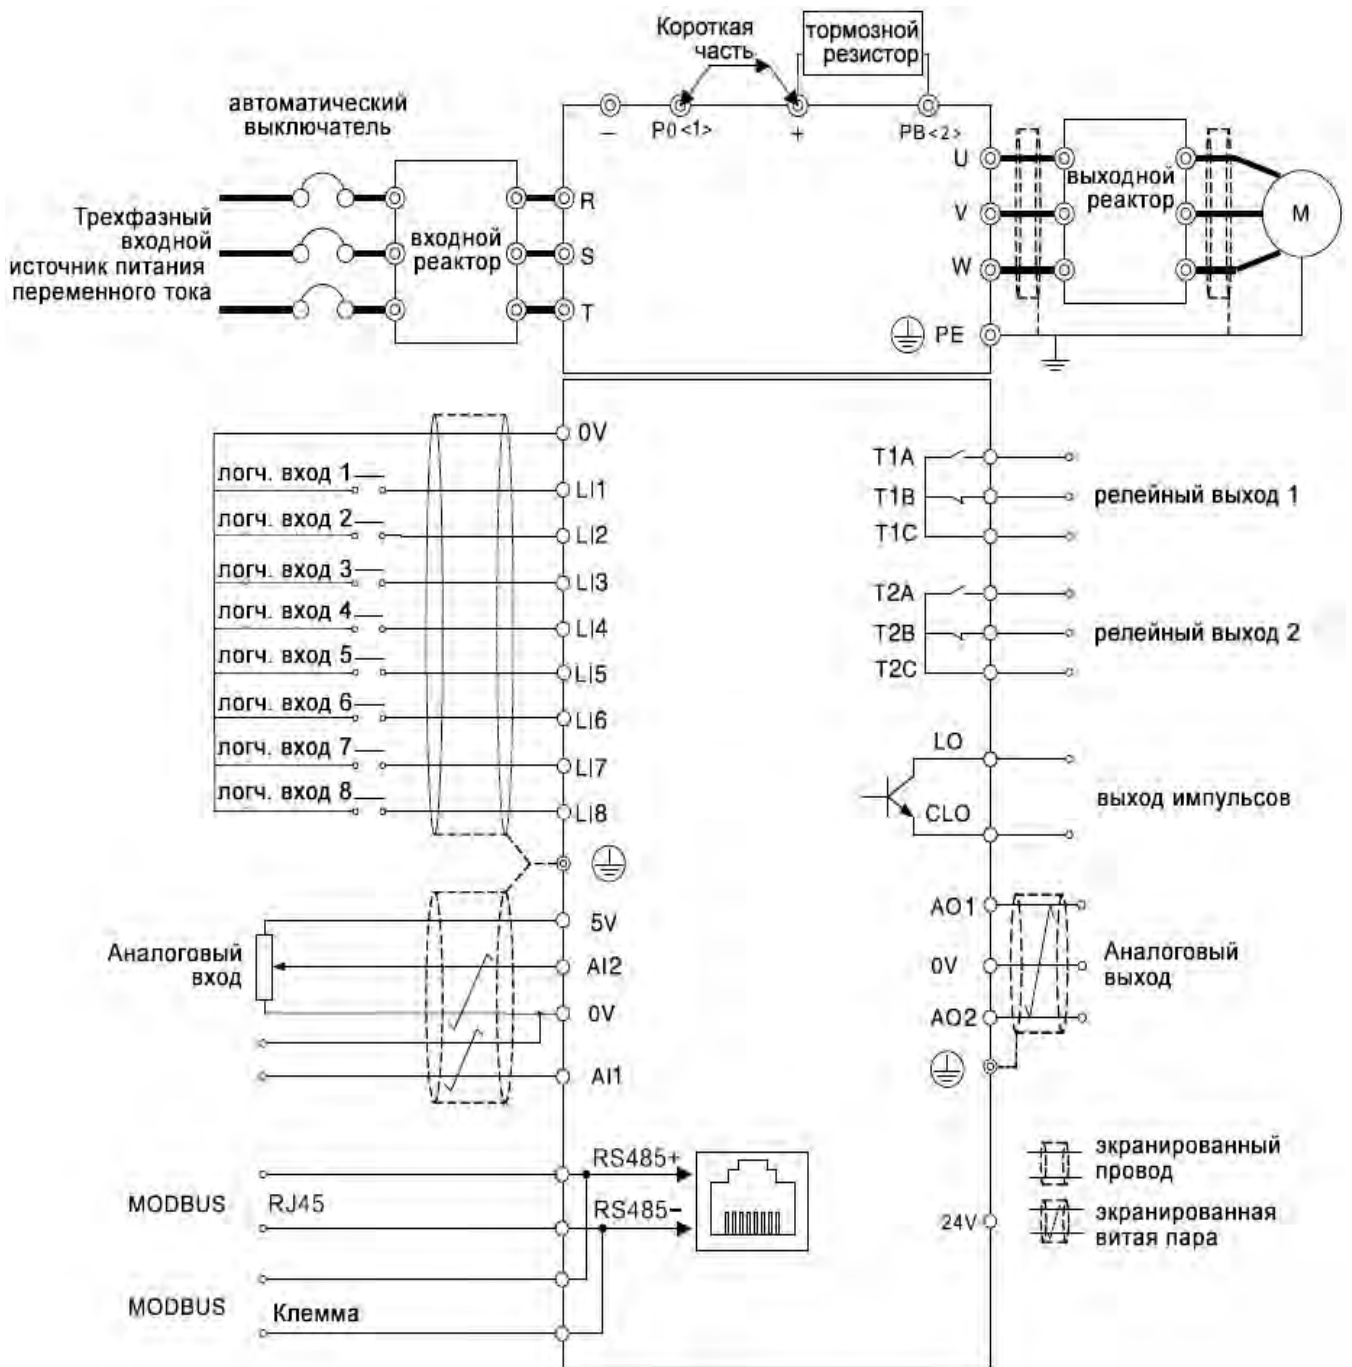 Короткая
часть
тормозной
резистор
автоматический
выключатель
−
P0<1>
+
PB<2>
Трехфазный
входной
источник питания
переменного тока
входной
реактор
R
S
T
U
V
W
PE
выходной
реактор
M
0V
логч. вход 1
LI1
логч. вход 2
LI2
логч. вход 3
LI3
логч. вход 4
LI4
логч. вход 5
LI5
логч. вход 6
LI6
логч. вход 7
LI7
логч. вход 8
LI8
T1A
T1B
T1C
релейный выход 1
T2A
T2B
T2C
релейный выход 2
LO
CLO
выход импульсов
Аналоговый
вход
5V
AI2
0V
AI1
AO1
0V
AO2
Аналоговый
выход
MODBUS
RJ45
RS485+
RS485−
24V
MODBUS
Клемма
экранированный
провод
экранированная
витая пара